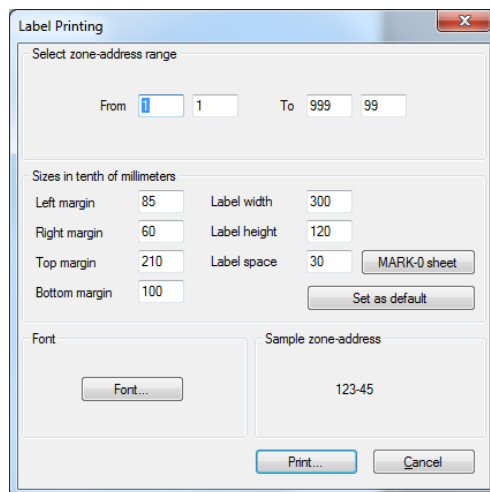 Label Printing
Select zone-address range
From 1 1 To 999 99
Sizes in tenth of millimeters
Left margin 85 Label width 300
Right margin 60 Label height 120
Top margin 210 Label space 30 MARK-0 sheet
Bottom margin 100 Set as default
Font Sample zone-address
Font... 123-45
Print... Cancel